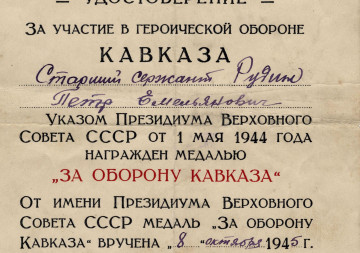 УДОСТОВЕРЕНИЕ
ЗА УЧАСТИЕ В ГЕРОИЧЕСКОЙ ОБОРОНЕ
КАВКАЗА
Старший сержант Рудик
Петр Емельянович
УКАЗОМ ПРЕЗИДИУМА ВЕРХОВНОГО
СОВЕТА СССР ОТ 1 МАЯ 1944 ГОДА
НАГРАЖДЕН МЕДАЛЬЮ
„ЗА ОБОРОНУ КАВКАЗА“
ОТ ИМЕНИ ПРЕЗИДИУМА ВЕРХОВНОГО
СОВЕТА СССР МЕДАЛЬ „ЗА ОБОРОНУ
КАВКАЗА“ ВРУЧЕНА „8“ октября 1945 г.